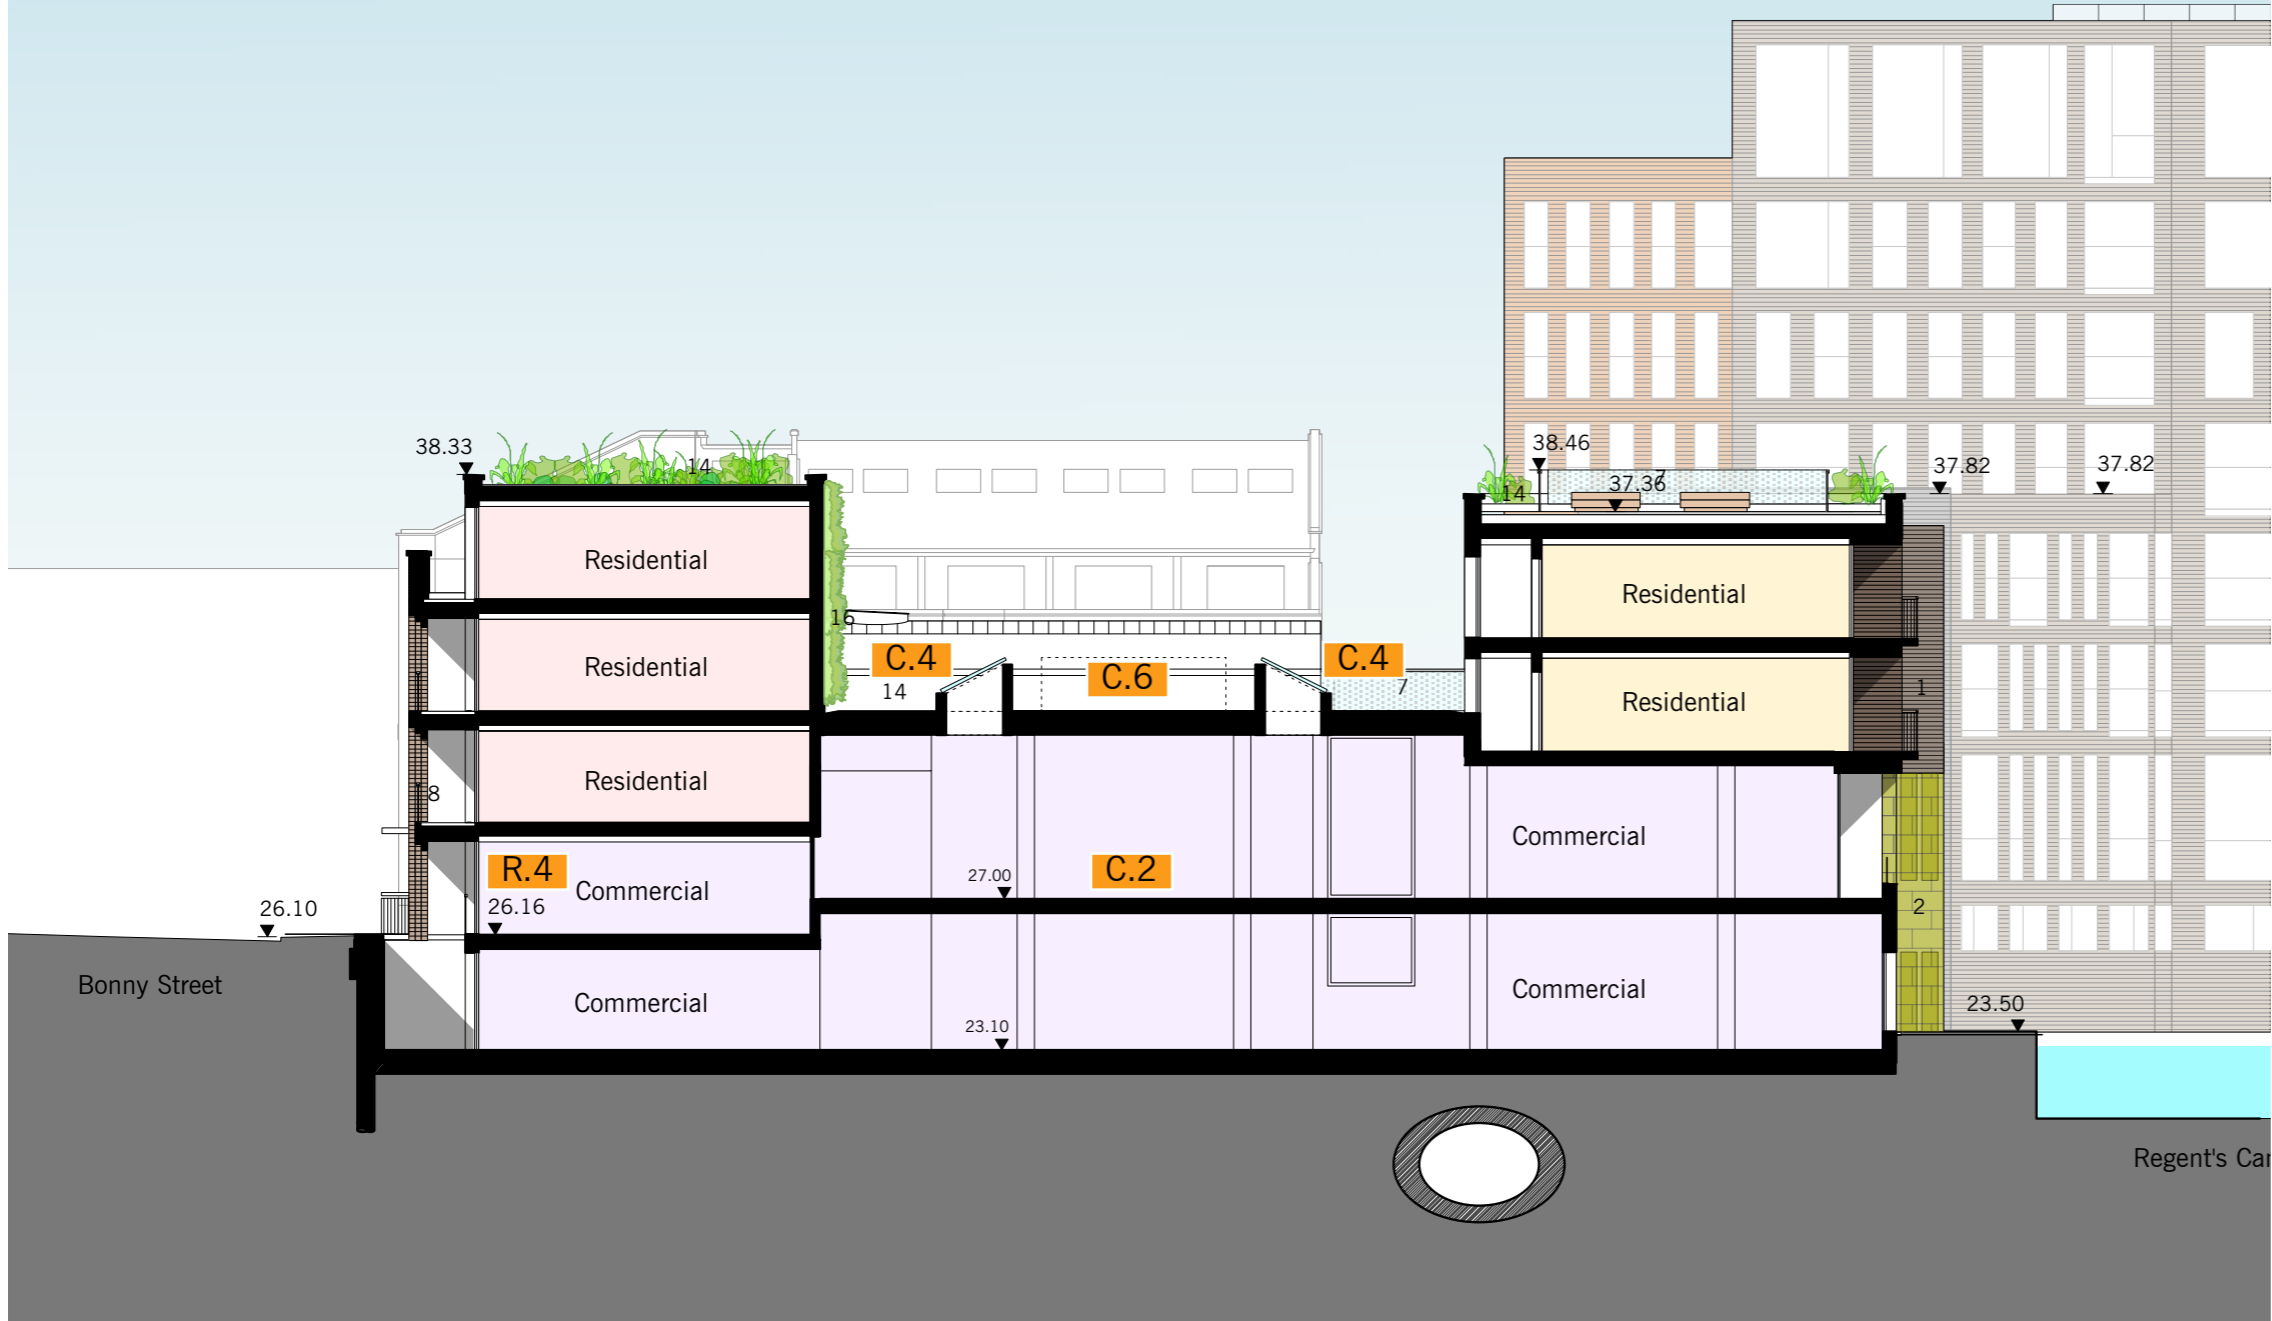 38.33
14
38.46
7
37.36
14
37.82
37.82
Residential
Residential
16
C.4
C.4
14
C.6
7
Residential
Residential
1
Residential
8
Commercial
R.4
Commercial
27.00
C.2
26.10
26.16
2
Bonny Street
Commercial
Commercial
23.10
23.50
Regent's Ca